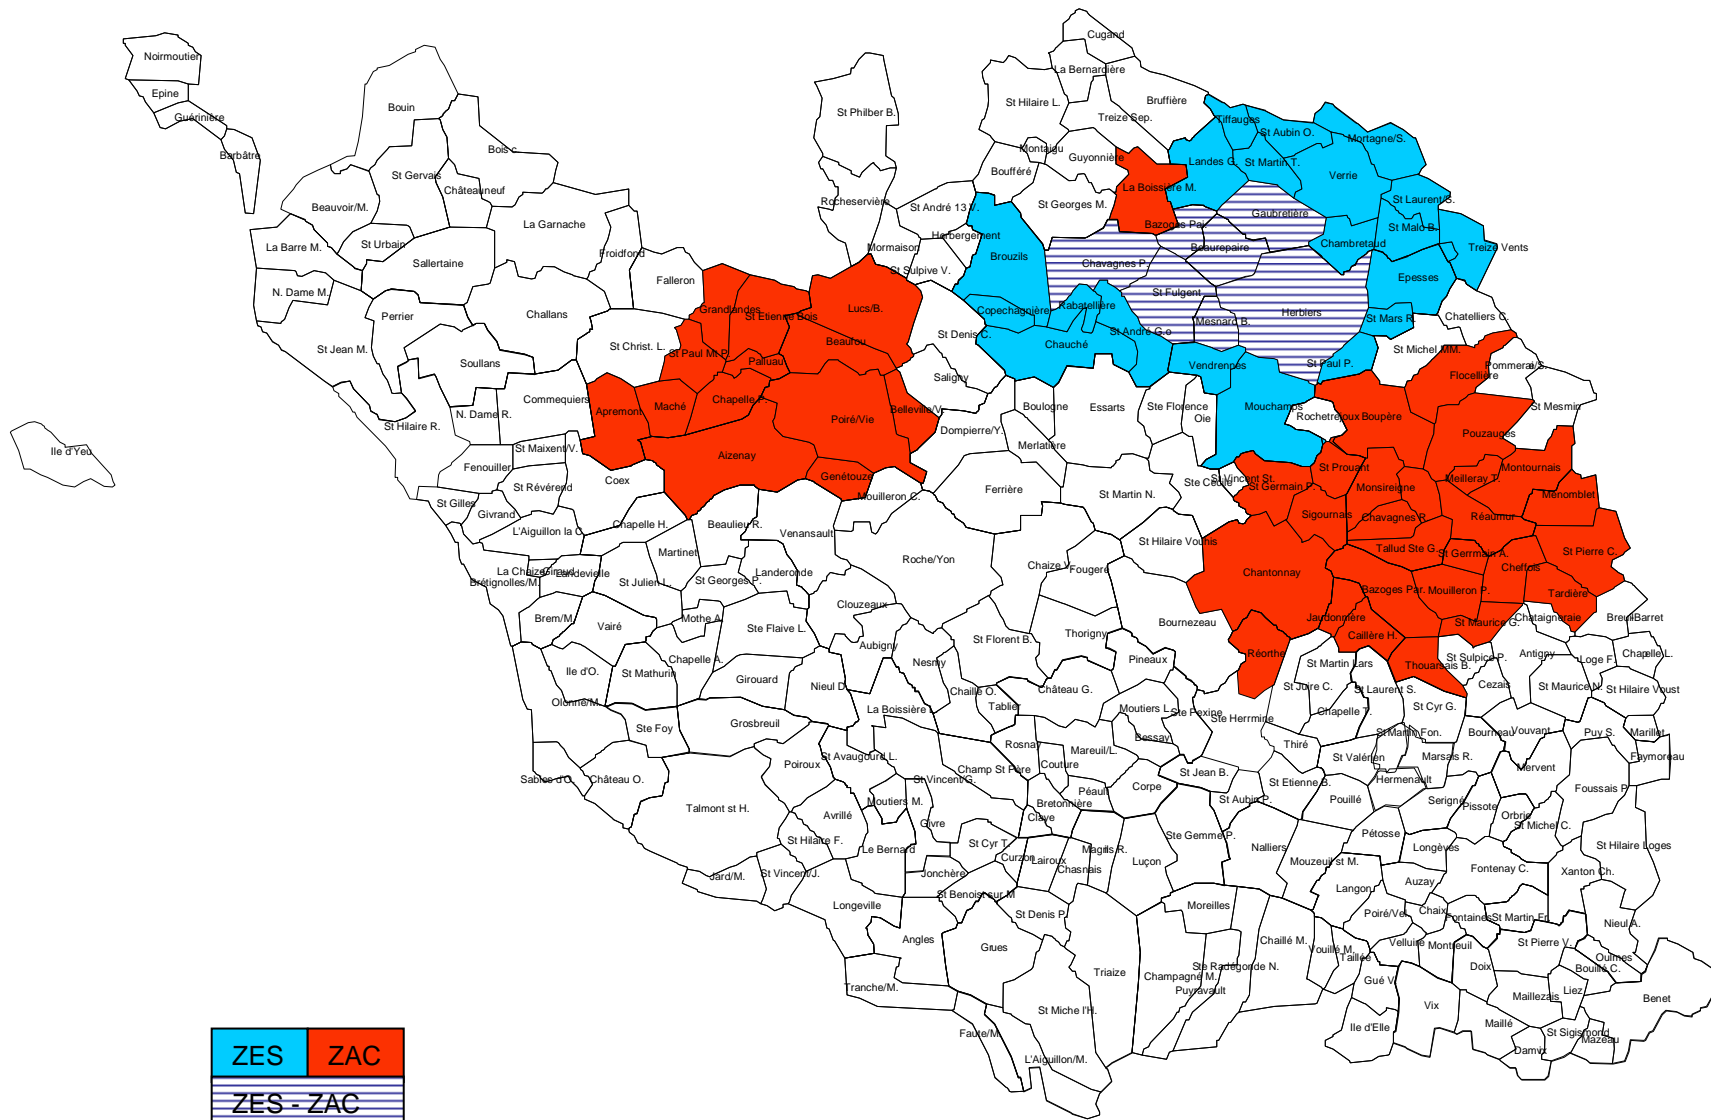 Cugand
Noirmoutier
La Bernardière
Epine
Bouin
St Hilaire L.
Bruffière
St Philber B.
Guérinière
Treize Sep.
Tiffauges
St Aubin O.
Mortagne/S.
Barbâtre
Bois c.
Montaigu
Guyonnière
Landes G.
St Martin T.
St Gervais
Boufféré
Verrie
Châteauneuf
La Boissière M.
Beauvoir/M.
Rocheservière
St André 13 V.
St Georges M.
St Laurent/S.
La Garnache
Bazoges Pai.
Gaubretière
St Malo B.
La Barre M.
St Urbain
Herbergement
Chambretaud
Treize Vents
Froidfond
Mormaison
Beaurepaire
Sallertaine
Brouzils
Chavagnes P.
St Sulpive V.
Epesses
Falleron
N. Dame M.
St Fulgent
Perrier
Challans
Grandlandes
St Etienne Bois
Lucs/B.
Copechagnière
Rabatellière
Mesnard B.
Herbiers
St Mars R.
Chatelliers C.
St Denis C.
St André G.o
St Jean M.
St Christ. L.
Beaufou
Chauché
St Paul Mt P.
Palluau
Soullans
Vendrennes
St Paul P.
St Michel MM.
Pommerai/S.
Flocellière
Saligny
Commequiers
Apremont
Maché
Chapelle P.
Belleville/V.
Boulogne
Essarts
Ste Florence
Oie
Mouchamps
Rochetrejoux
Boupère
St Mesmin
N. Dame R.
St Hilaire R.
Poiré/Vie
Dompierre/Y.
Merlatière
Pouzauges
Ile d'Yeu
St Maixent/V.
Aizenay
Fenouiller
Genétouze
St Prouant
Montournais
St Révérend
Coex
Mouilleron C.
Ferrière
St Martin N.
Ste Cécile
St Vincent St.
St Germain P.
Monsireigne
Meilleray T.
Menomblet
St Gilles
Givrand
Sigournais
Chavagnes R.
Réaumur
L'Aiguillon la C.
Chapelle H.
Beaulieu R.
Venansault
St Hilaire Vouhis
Martinet
Roche/Yon
Tallud Ste G.
St Gerrmain A.
St Pierre C.
La Chaize
Giraud
Landevielle
Brétignolles/M.
St Julien L.
St Georges P.
Landeronde
Chaize V.
Fougeré
Chantonnay
Cheffois
Bazoges Par.
Mouilleron P.
Tardière
Clouzeaux
Brem/M.
Vairé
Mothe A.
Ste Flaive L.
Bournezeau
Jaudonnière
St Maurice G.
Chataigneraie
Breuil-Barret
Aubigny
St Florent B.
Thorigny
Caillère H.
Réorthe
Ile d'O.
Chapelle A.
St Mathurin
Girouard
Nieul D.
Nesmy
Pineaux
St Martin Lars
Thouarsais B.
St Sulpice P.
Antigny
Loge F.
Chapelle L.
Chaillé O.
Château G.
St Juire C.
St Laurent S.
Cezais
St Maurice N.
St Hilaire Voust
Olonne/M.
La Boissière L.
Tablier
Moutiers L.
Ste Pexine
Ste Herrmine
Chapelle T.
St Cyr G.
Ste Foy
Grosbreuil
Bessay
Rosnay
Mareuil/L.
Thiré
St Martin Fon.
Bourneau
Vouvant
Puy S.
Marillet
St Avaugourd L.
Couture
St Valérien
Marsais R.
Faymoreau
Sables d'O.
Château O.
Poiroux
St Vincent/G.
Champ St Père
St Jean B.
St Etienne B.
Hermenault
Mervent
Péault
Corpe
Foussais P.
Talmont st H.
Moutiers M.
Bretonnière
St Aubin P.
Pouillé
Serigné
Pissote
Avrillé
Givre
Claye
Orbrie
St Michel C.
St Hilaire F.
Le Bernard
St Cyr T.
Curzon
Lairoux
Magnls R.
Luçon
Ste Gemme P.
Nalliers
Pétosse
Longèves
St Hilaire Loges
Mouzeuil st M.
Chasnais
Jard/M.
St Vincent/J.
Jonchère
St Benoist sur M
Fontenay C.
Xanton Ch.
Langon
Auzay
Longeville
St Denis P.
Moreilles
Poiré/Vel.
Chaix
Fontaines
St Martin Fr.
Nieul A.
Angles
Grues
Chaillé M.
Vouillé M.
Velluire
Montreuil
St Pierre V.
Taillée
Oulmes
Bouillé C.
Triaize
Champagné M.
Ste Radégonde N.
Puyravault
Gué V.
Doix
Tranche/M.
Liez
Maillezais
Benet
St Miche l'H.
Vix
Faute/M.
Ile d'Elle
Maillé
St Sigismond
Mazeau
Damvix
L'Aiguillon/M.
ZES
ZAC
ZES - ZAC